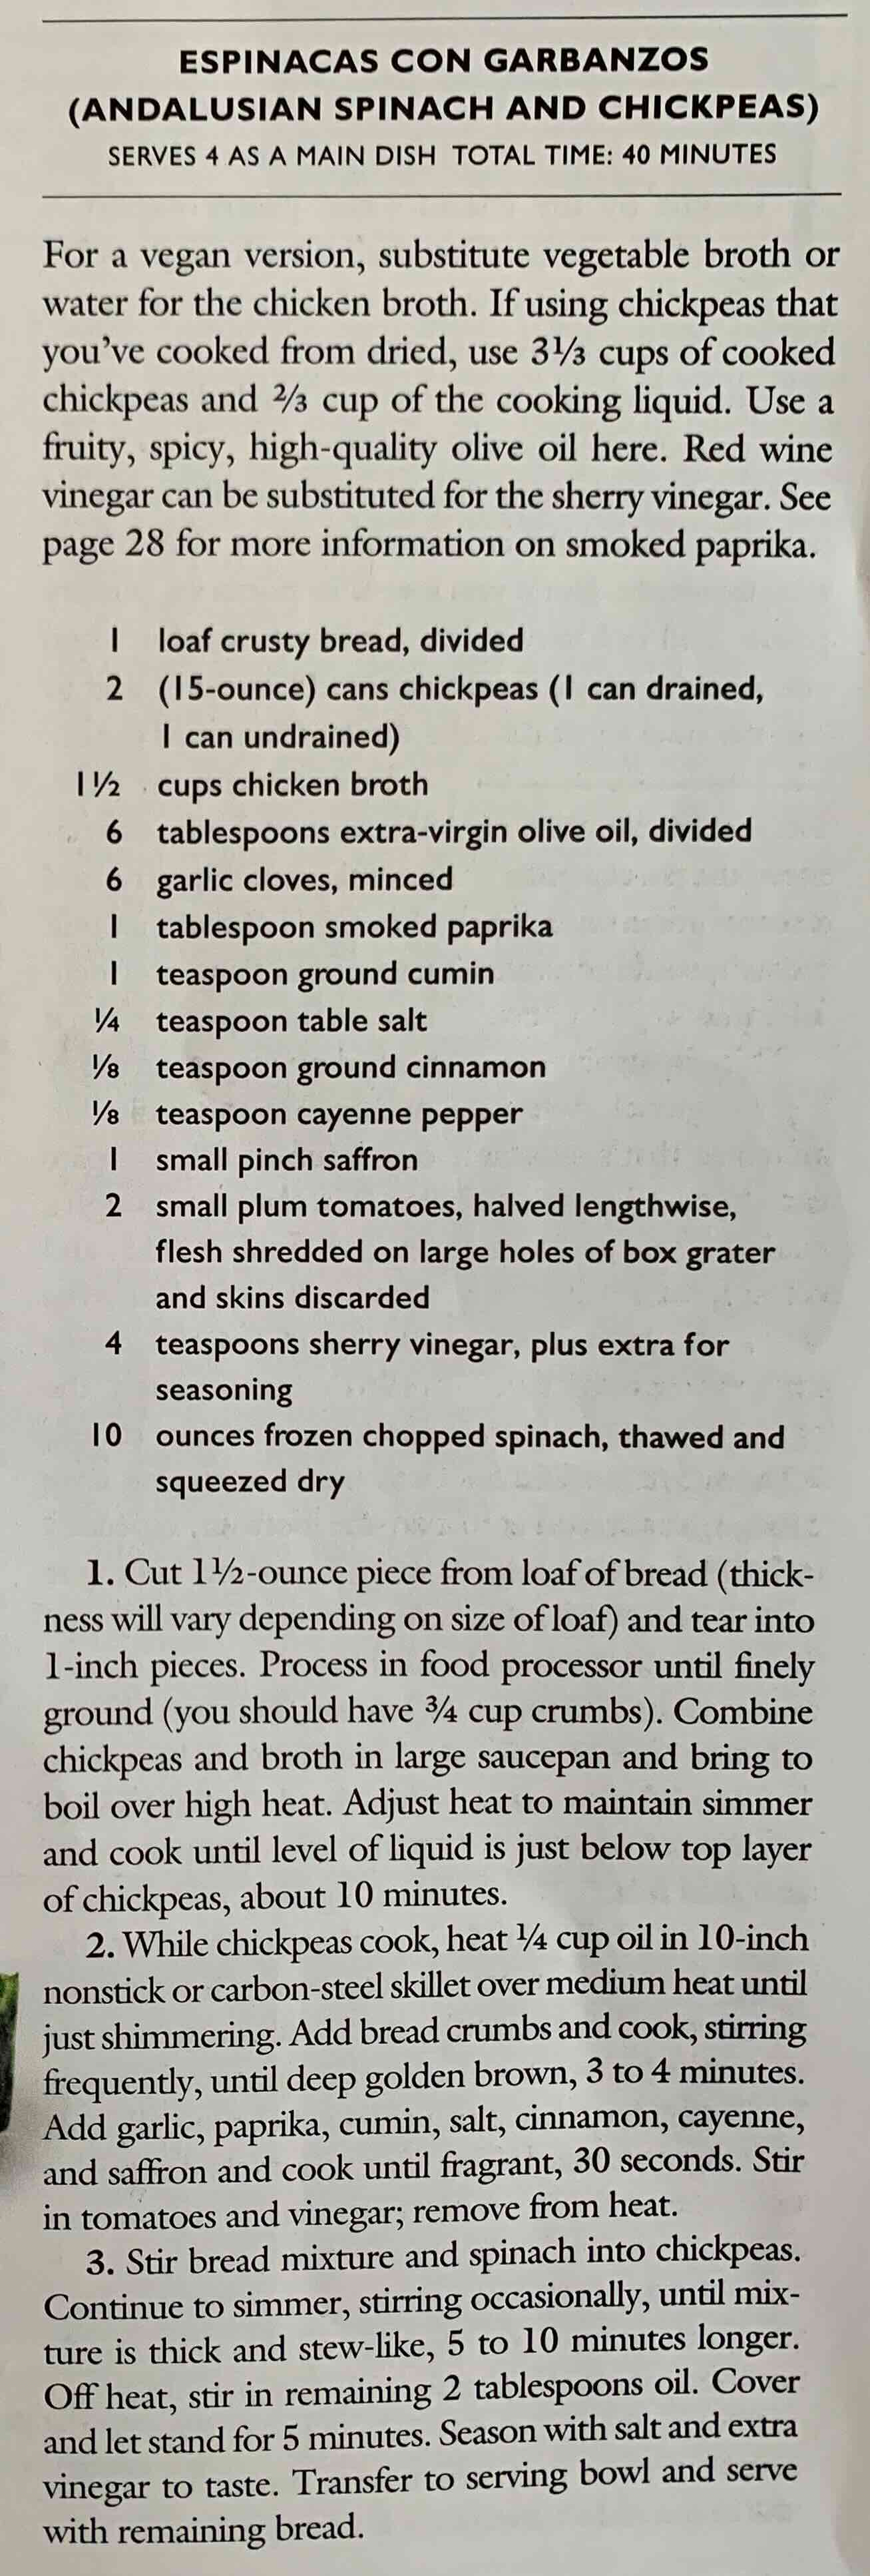 ESPINACAS CON GARBANZOS
(ANDALUSIAN SPINACH AND CHICKPEAS)
SERVES 4 AS A MAIN DISH TOTAL TIME: 40 MINUTES
For a vegan version, substitute vegetable broth or
water for the chicken broth. If using chickpeas that
you've cooked from dried, use 3⅓ cups of cooked
chickpeas and ⅔ cup of the cooking liquid. Use a
fruity, spicy, high-quality olive oil here. Red wine
vinegar can be substituted for the sherry vinegar. See
page 28 for more information on smoked paprika.
1 loaf crusty bread, divided
2 (15-ounce) cans chickpeas (1 can drained,
1 can undrained)
1½ cups chicken broth
6 tablespoons extra-virgin olive oil, divided
6 garlic cloves, minced
1 tablespoon smoked paprika
1 teaspoon ground cumin
¼ teaspoon table salt
⅛ teaspoon ground cinnamon
⅛ teaspoon cayenne pepper
1 small pinch saffron
2 small plum tomatoes, halved lengthwise,
flesh shredded on large holes of box grater
and skins discarded
4 teaspoons sherry vinegar, plus extra for
seasoning
10 ounces frozen chopped spinach, thawed and
squeezed dry
1. Cut 1½-ounce piece from loaf of bread (thick-
ness will vary depending on size of loaf) and tear into
1-inch pieces. Process in food processor until finely
ground (you should have ¾ cup crumbs). Combine
chickpeas and broth in large saucepan and bring to
boil over high heat. Adjust heat to maintain simmer
and cook until level of liquid is just below top layer
of chickpeas, about 10 minutes.
2. While chickpeas cook, heat ¼ cup oil in 10-inch
nonstick or carbon-steel skillet over medium heat until
just shimmering. Add bread crumbs and cook, stirring
frequently, until deep golden brown, 3 to 4 minutes.
Add garlic, paprika, cumin, salt, cinnamon, cayenne,
and saffron and cook until fragrant, 30 seconds. Stir
in tomatoes and vinegar; remove from heat.
3. Stir bread mixture and spinach into chickpeas.
Continue to simmer, stirring occasionally, until mix-
ture is thick and stew-like, 5 to 10 minutes longer.
Off heat, stir in remaining 2 tablespoons oil. Cover
and let stand for 5 minutes. Season with salt and extra
vinegar to taste. Transfer to serving bowl and serve
with remaining bread.